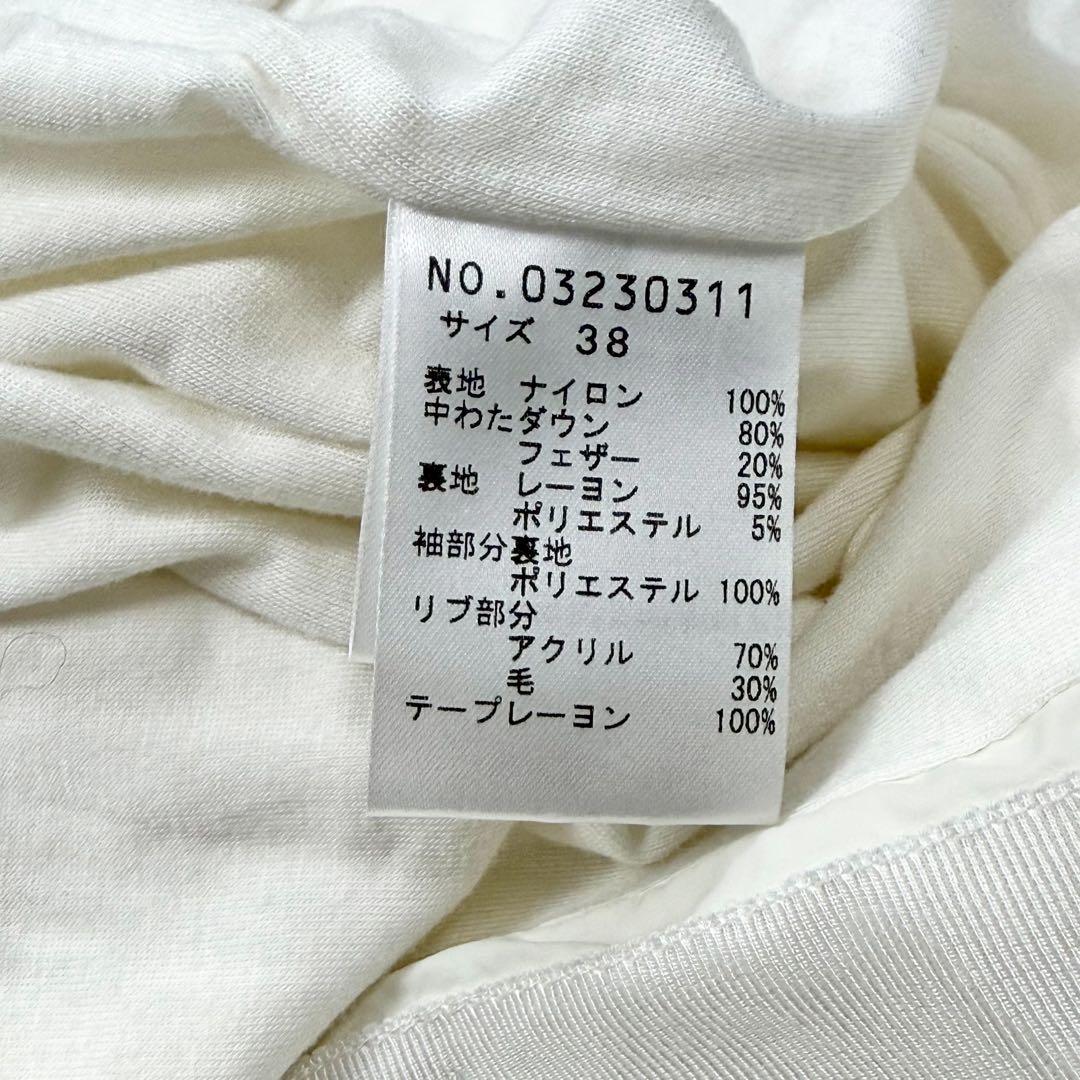 NO.03230311
サイズ 38
表地 ナイロン 100%
中わたダウン 80%
フェザー 20%
裏地 レーヨン 95%
ポリエステル 5%
袖部分裏地
ポリエステル 100%
リブ部分
アクリル 70%
毛 30%
テープレーヨン 100%